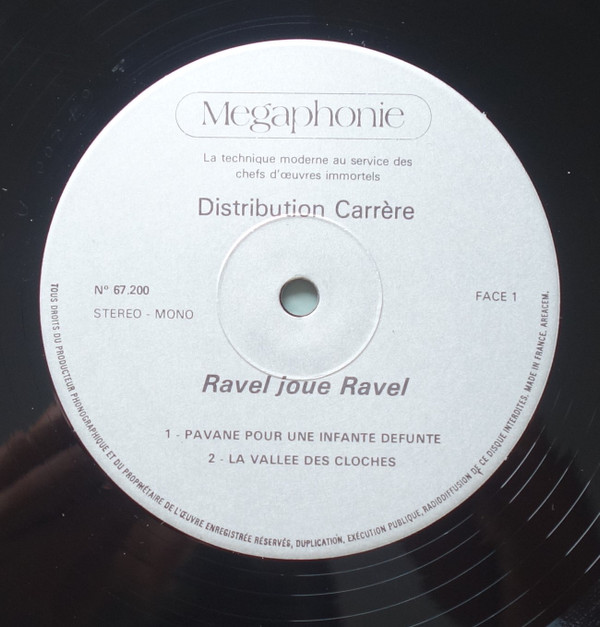 Megaphonie
La technique moderne au service des
chefs d'œuvres immortels
Distribution Carrère
N° 67.200
STEREO - MONO
FACE 1
Ravel joue Ravel
1 - PAVANE POUR UNE INFANTE DEFUNTE
2 - LA VALLEE DES CLOCHES
TOUS DROITS DU PRODUCTEUR PHONOGRAPHIQUE ET DU PROPRIÉTAIRE DE L'ŒUVRE ENREGISTRÉE RÉSERVÉS, DUPLICATION, EXÉCUTION PUBLIQUE, RADIODIFFUSION DE CE DISQUE INTERDITES. MADE IN FRANCE. AREACEM.